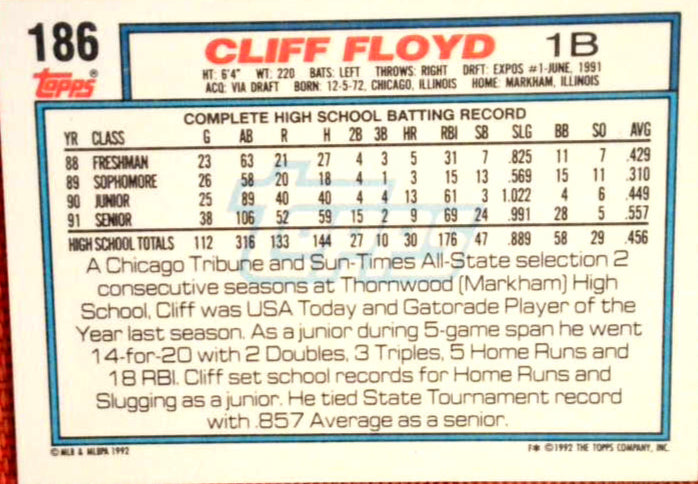 186
topps®
CLIFF FLOYD 1B
HT: 6'4" WT: 220 BATS: LEFT THROWS: RIGHT DRFT: EXPOS #1-JUNE, 1991
ACQ: VIA DRAFT BORN: 12-5-72, CHICAGO, ILLINOIS HOME: MARKHAM, ILLINOIS
COMPLETE HIGH SCHOOL BATTING RECORD
YR CLASS G AB R H 2B 3B HR RBI SB SLG BB SO AVG
88 FRESHMAN 23 63 21 27 4 3 5 31 7 .825 11 7 .429
89 SOPHOMORE 26 58 20 18 4 1 3 15 13 .569 15 11 .310
90 JUNIOR 25 89 40 40 4 4 13 61 3 1.022 4 6 .449
91 SENIOR 38 106 52 59 15 2 9 69 24 .991 28 5 .557
HIGH SCHOOL TOTALS 112 316 133 144 27 10 30 176 47 .889 58 29 .456
topps
A Chicago Tribune and Sun-Times All-State selection 2
consecutive seasons at Thornwood (Markham) High
School, Cliff was USA Today and Gatorade Player of the
Year last season. As a junior during 5-game span he went
14-for-20 with 2 Doubles, 3 Triples, 5 Home Runs and
18 RBI. Cliff set school records for Home Runs and
Slugging as a junior. He tied State Tournament record
with .857 Average as a senior.
© MLB & MLBPA 1992 F* ©1992 THE TOPPS COMPANY, INC.